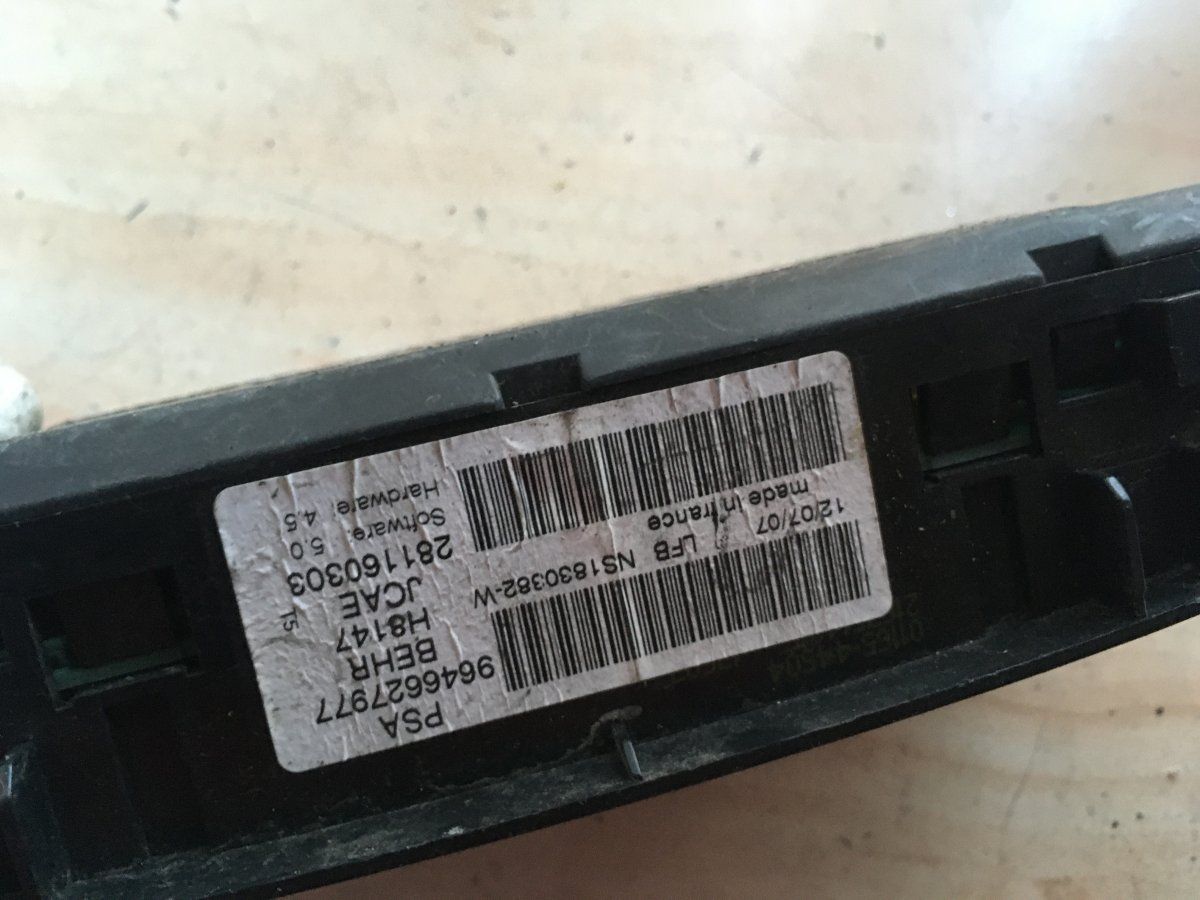 PSA
9646627977
BEHR
H8147
JCAE T5
281160303
Software: 5.0
Hardware: 4.5
LFB NS1830382-W
12/07/07
made in france